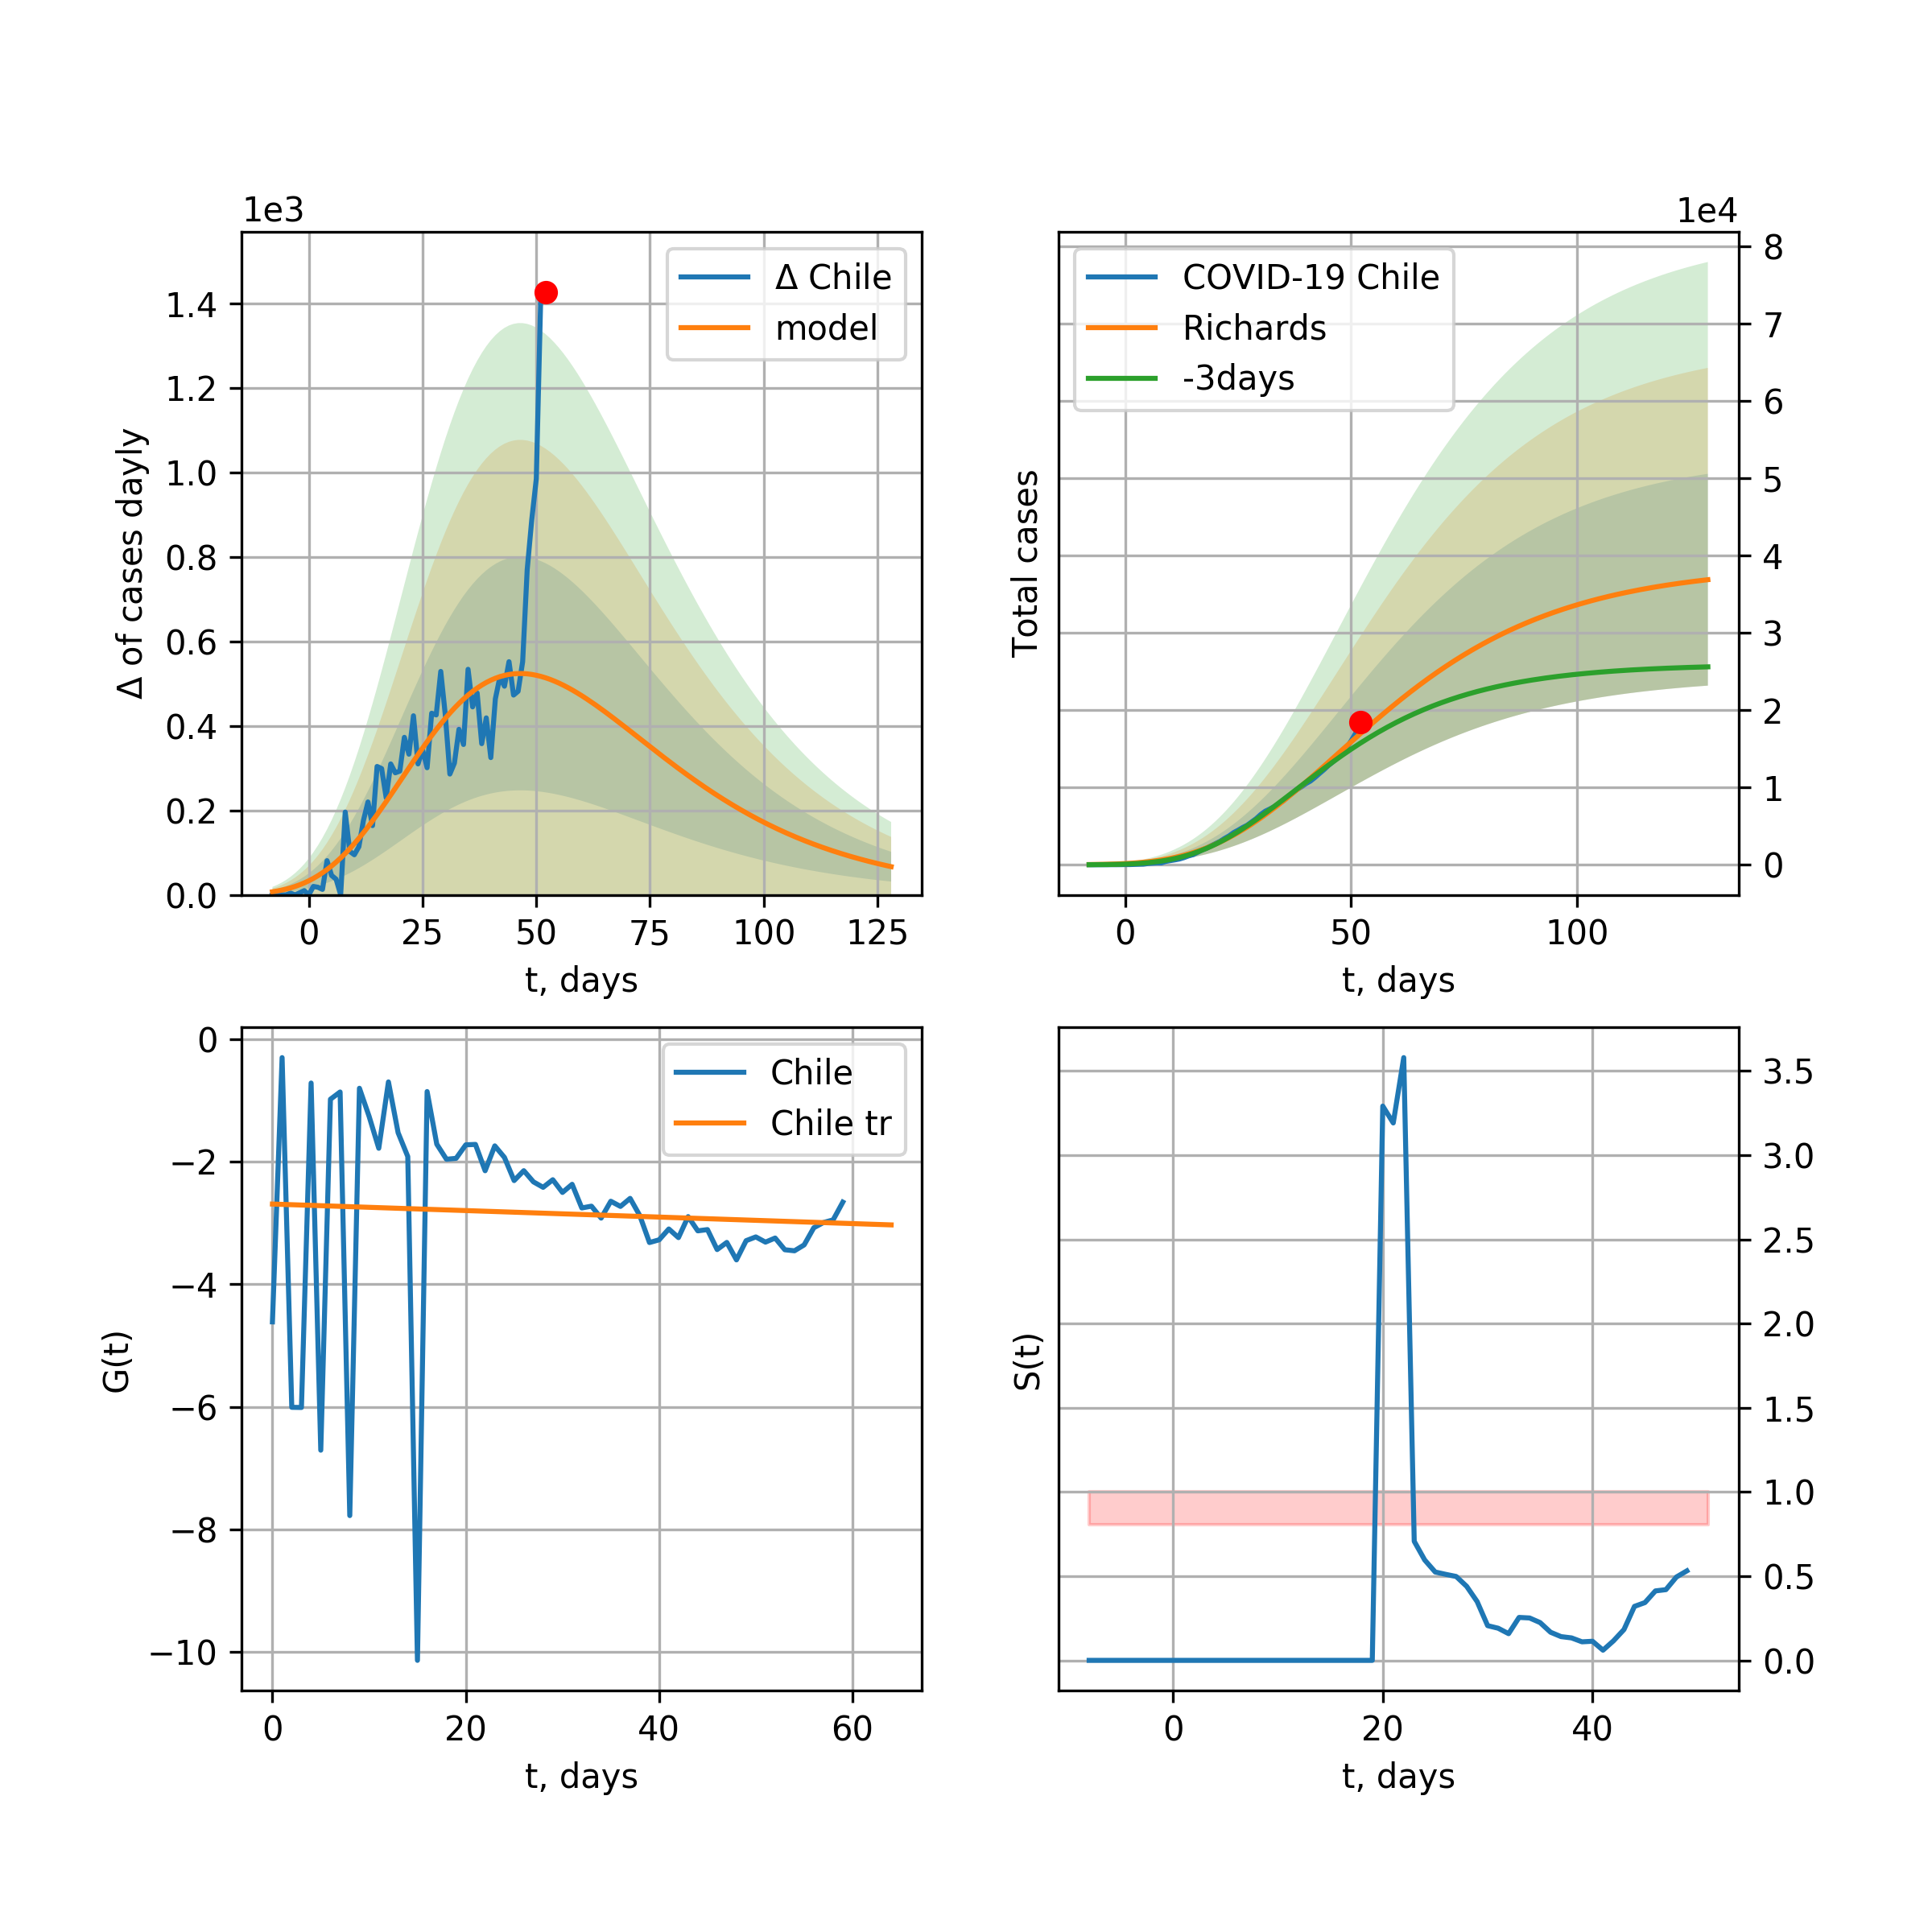 1e3
Δ of cases dayly
1.4
1.2
1.0
0.8
0.6
0.4
0.2
0.0
Δ Chile
model
0 25 50 75 100 125
t, days
1e4
Total cases
COVID-19 Chile
Richards
-3days
8
7
6
5
4
3
2
1
0
0 50 100
t, days
G(t)
0
−2
−4
−6
−8
−10
Chile
Chile tr
0 20 40 60
t, days
S(t)
3.5
3.0
2.5
2.0
1.5
1.0
0.5
0.0
0 20 40
t, days